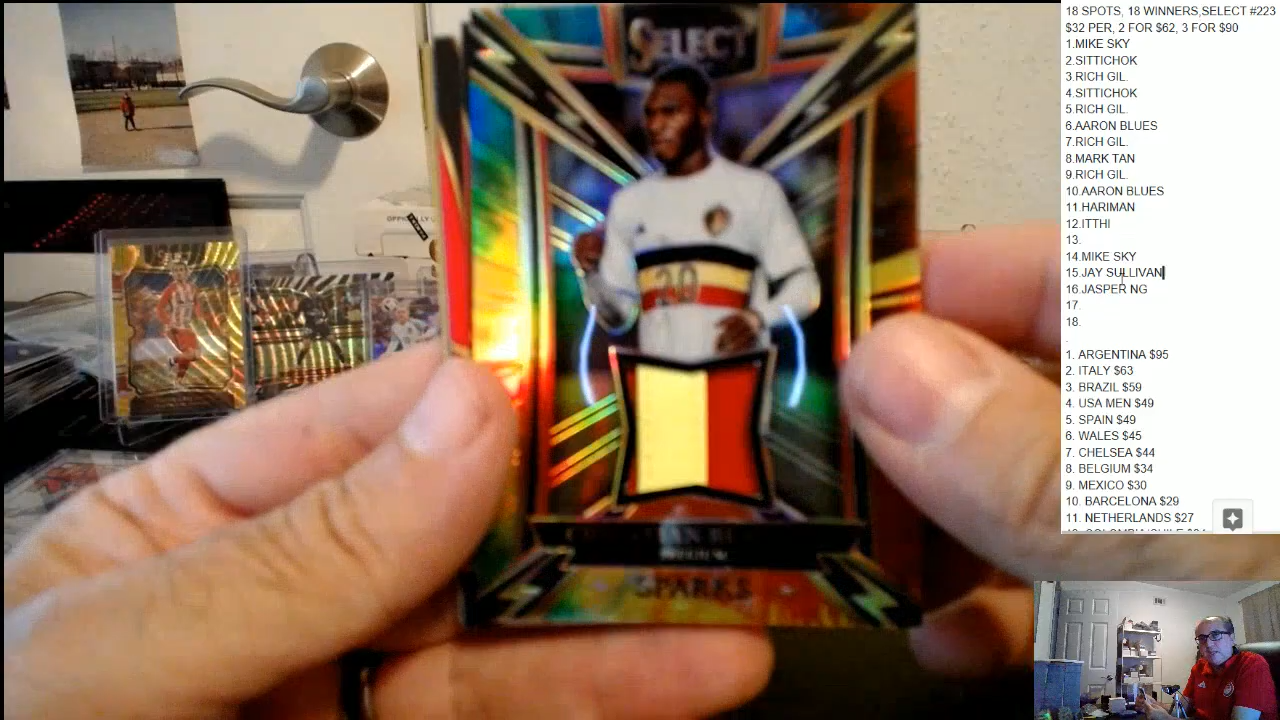 SELECT
20
SPARKS
18 SPOTS, 18 WINNERS,SELECT #223
$32 PER, 2 FOR $62, 3 FOR $90
1.MIKE SKY
2.SITTICHOK
3.RICH GIL.
4.SITTICHOK
5.RICH GIL.
6.AARON BLUES
7.RICH GIL.
8.MARK TAN
9.RICH GIL.
10.AARON BLUES
11 HARIMAN
12.ITTHI
13.
14.MIKE SKY
15.JAY SULLIVAN
16.JASPER NG
17.
18.
.
1. ARGENTINA $95
2. ITALY $63
3. BRAZIL $59
4. USA MEN $49
5. SPAIN $49
6. WALES $45
7. CHELSEA $44
8. BELGIUM $34
9. MEXICO $30
10. BARCELONA $29
11. NETHERLANDS $27